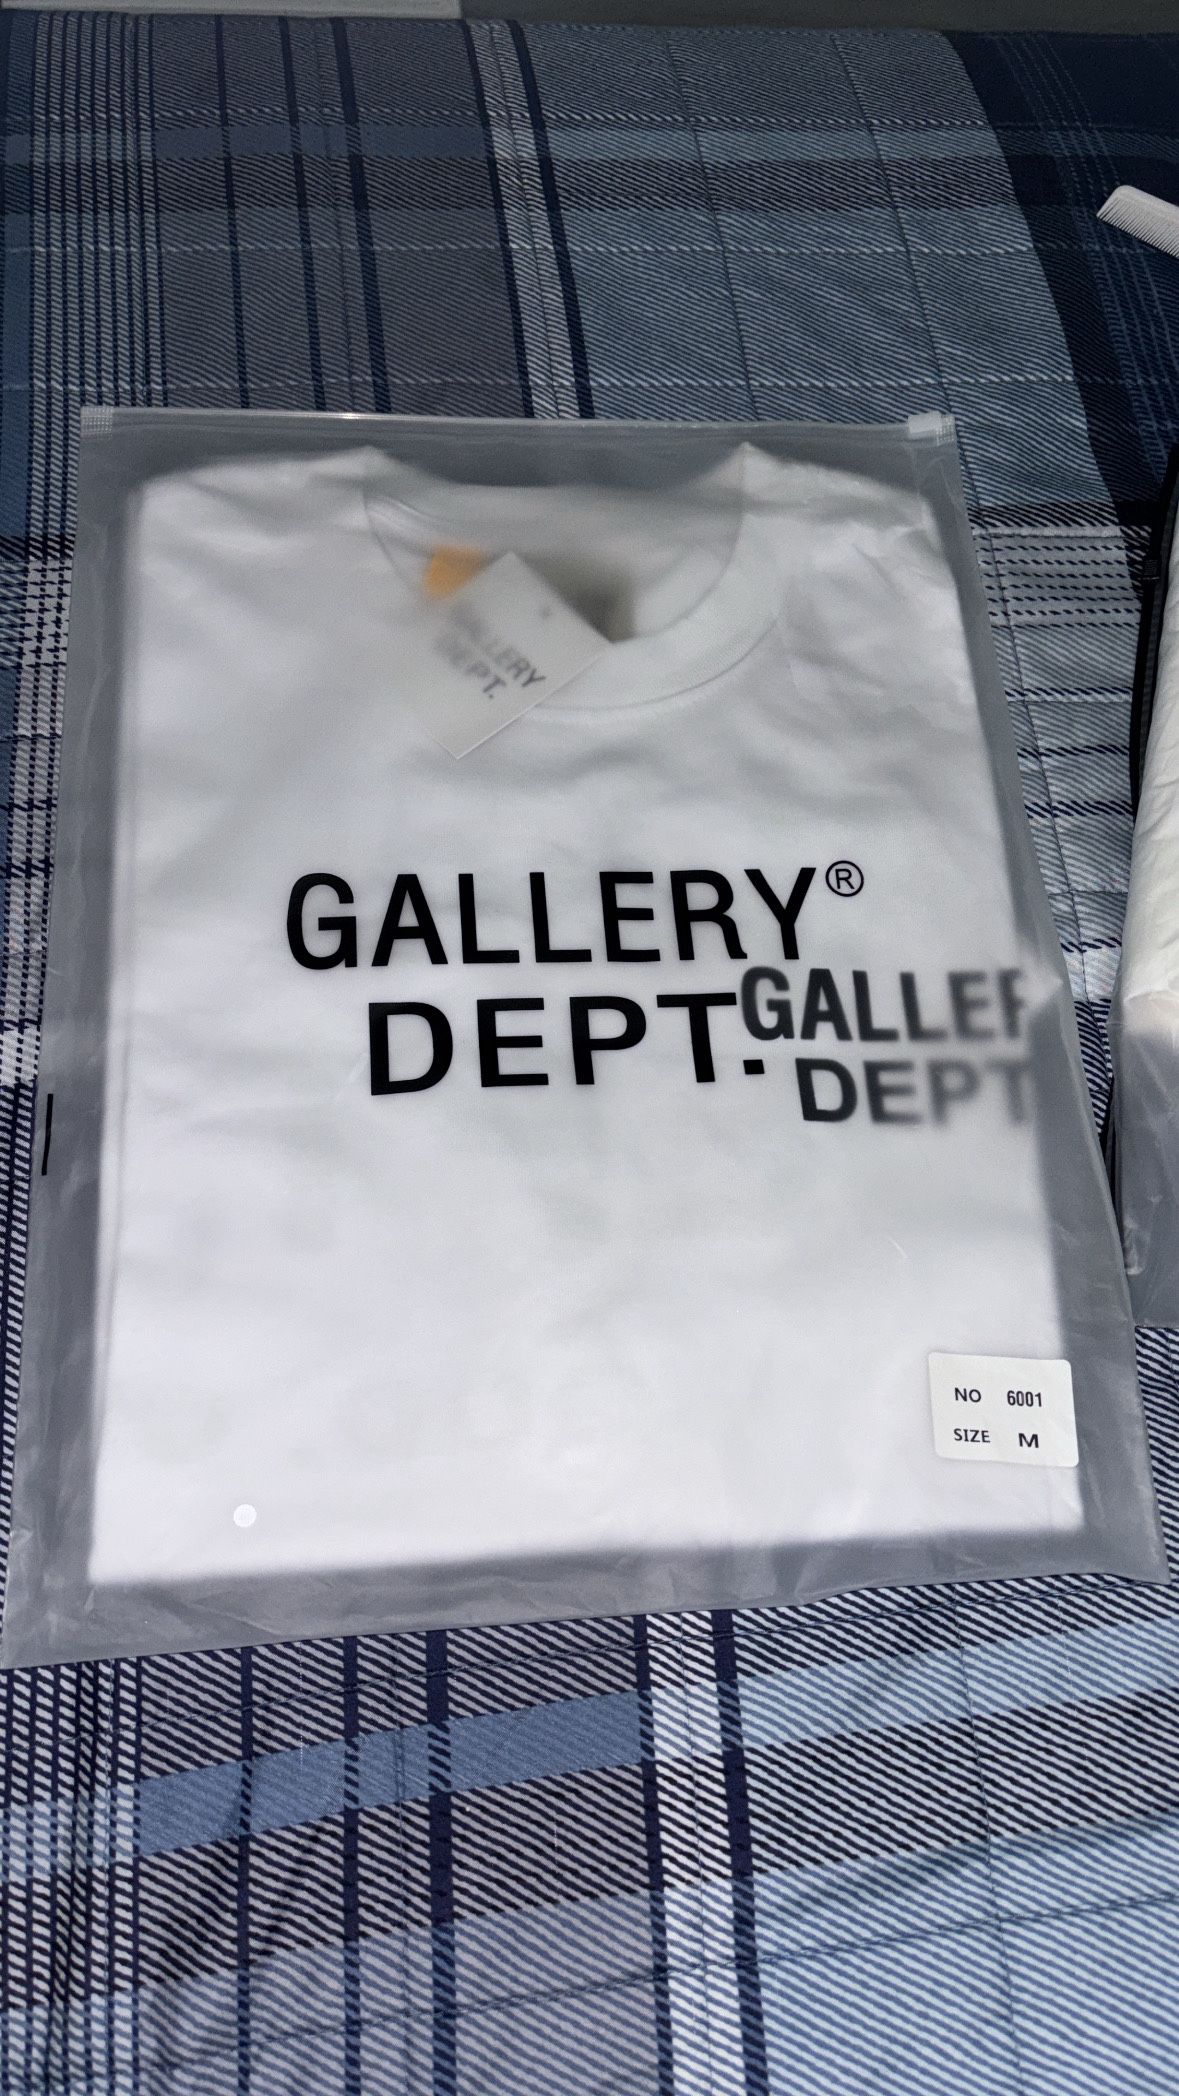 GALLERY
DEPT.
GALLERY®
DEPT.
GALLER
DEPT
NO 6001
SIZE M